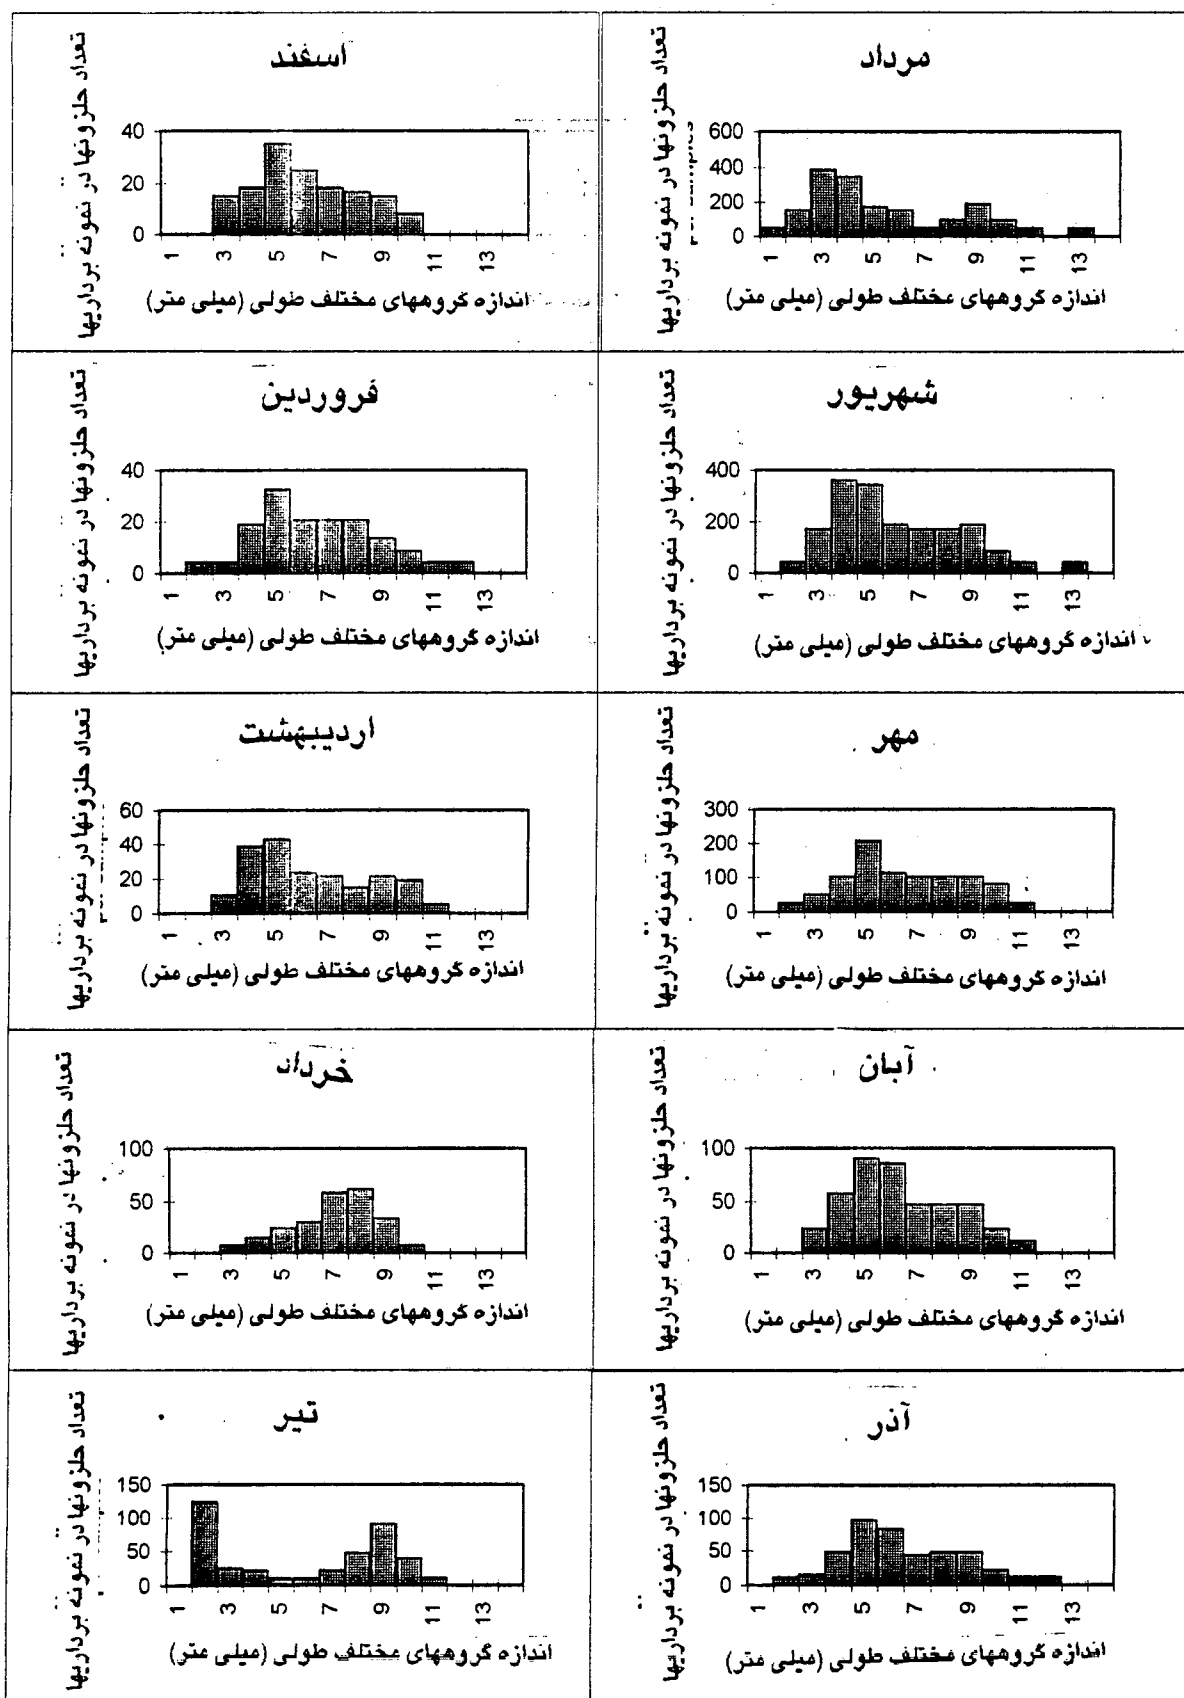 اسفند
تعداد حلزونها در نمونه برداریها
40
20
0
1 3 5 7 9 11 13
اندازه گروههای مختلف طولی (میلی متر)
مرداد
تعداد حلزونها در نمونه برداریها
600
400
200
0
1 3 5 7 9 11 13
اندازه گروههای مختلف طولی (میلی متر)
فروردین
تعداد حلزونها در نمونه برداریها
40
20
0
1 3 5 7 9 11 13
اندازه گروههای مختلف طولی (میلی متر)
شهریور
تعداد حلزونها در نمونه برداریها
400
200
0
1 3 5 7 9 11 13
اندازه گروههای مختلف طولی (میلی متر)
اردیبهشت
تعداد حلزونها در نمونه برداریها
60
40
20
0
1 3 5 7 9 11 13
اندازه گروههای مختلف طولی (میلی متر)
مهر
تعداد حلزونها در نمونه برداریها
300
200
100
0
1 3 5 7 9 11 13
اندازه گروههای مختلف طولی (میلی متر)
خرداد
تعداد حلزونها در نمونه برداریها
100
50
0
1 3 5 7 9 11 13
اندازه گروههای مختلف طولی (میلی متر)
آبان
تعداد حلزونها در نمونه برداریها
100
50
0
1 3 5 7 9 11 13
اندازه گروههای مختلف طولی (میلی متر)
تیر
تعداد حلزونها در نمونه برداریها
150
100
50
0
1 3 5 7 9 11 13
اندازه گروههای مختلف طولی (میلی متر)
آذر
تعداد حلزونها در نمونه برداریها
150
100
50
0
1 3 5 7 9 11 13
اندازه گروههای مختلف طولی (میلی متر)